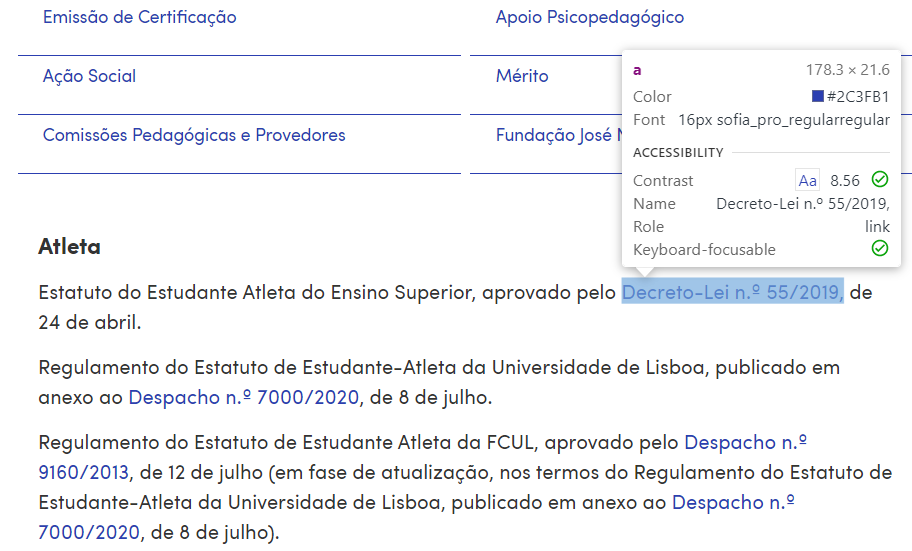 Emissão de Certificação
Apoio Psicopedagógico
Ação Social
Mérito
Comissões Pedagógicas e Provedores
Fundação José
a
178.3 × 21.6
Color
#2C3FB1
Font
16px sofia_pro_regularregular
ACCESSIBILITY
Contrast
Aa
8.56
Name
Decreto-Lei n.º 55/2019,
Role
link
Keyboard-focusable
Atleta
Estatuto do Estudante Atleta do Ensino Superior, aprovado pelo Decreto-Lei n.º 55/2019, de
24 de abril.
Regulamento do Estatuto de Estudante-Atleta da Universidade de Lisboa, publicado em
anexo ao Despacho n.º 7000/2020, de 8 de julho.
Regulamento do Estatuto de Estudante Atleta da FCUL, aprovado pelo Despacho n.º
9160/2013, de 12 de julho (em fase de atualização, nos termos do Regulamento do Estatuto de
Estudante-Atleta da Universidade de Lisboa, publicado em anexo ao Despacho n.º
7000/2020, de 8 de julho).